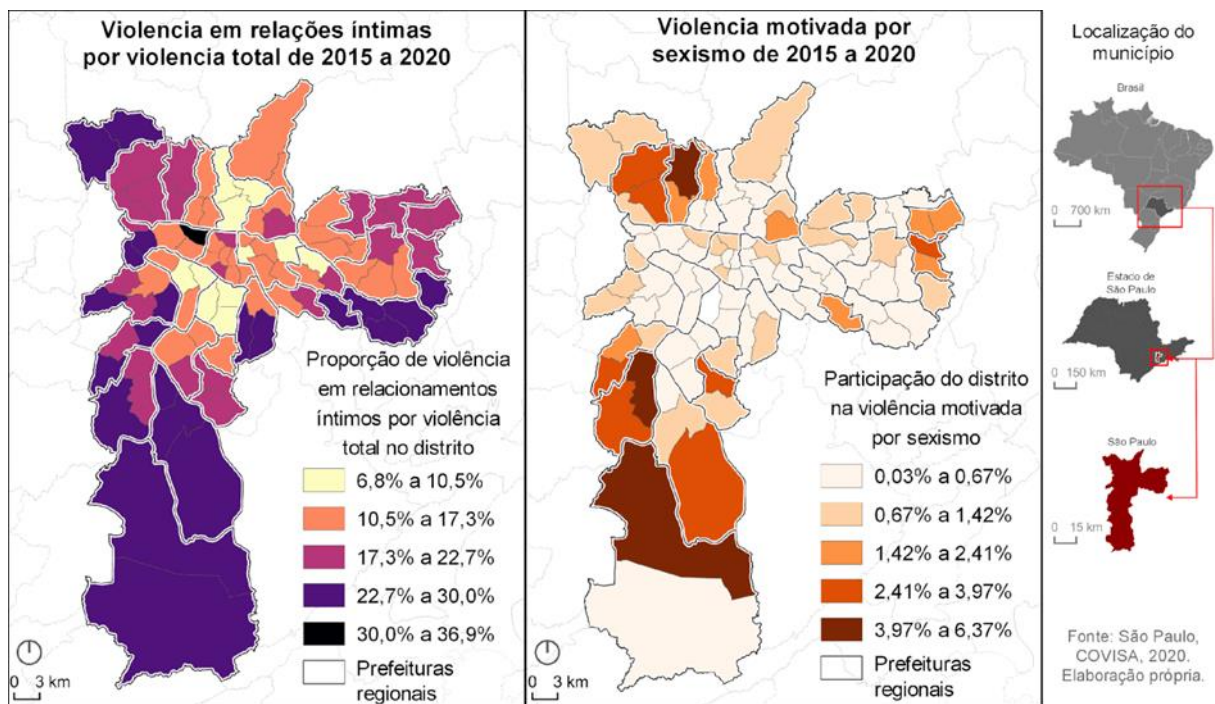 Violência em relações íntimas
por violencia total de 2015 a 2020
Proporção de violência
em relacionamentos
íntimos por violência
total no distrito
6,8% a 10,5%
10,5% a 17,3%
17,3% a 22,7%
22,7% a 30,0%
30,0% a 36,9%
Prefeituras
regionais
0 3 km
Violencia motivada por
sexismo de 2015 a 2020
Participação do distrito
na violência motivada
por sexismo
0,03% a 0,67%
0,67% a 1,42%
1,42% a 2,41%
2,41% a 3,97%
3,97% a 6,37%
Prefeituras
regionais
0 3 km
Localização do
município
Brasil
0 700 km
Estado de
São Paulo
0 150 km
São Paulo
0 15 km
Fonte: São Paulo,
COVISA, 2020.
Elaboração própria.